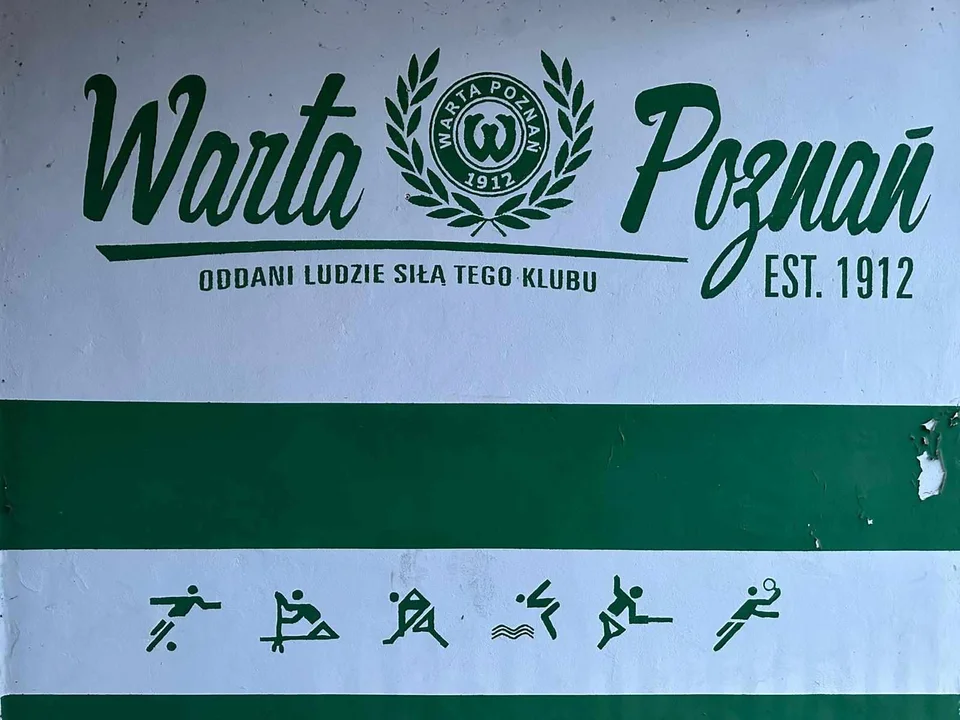 Warta Poznań
WARTA POZNAŃ
W
1912
ODDANI LUDZIE SIŁĄ TEGO KLUBU
EST. 1912